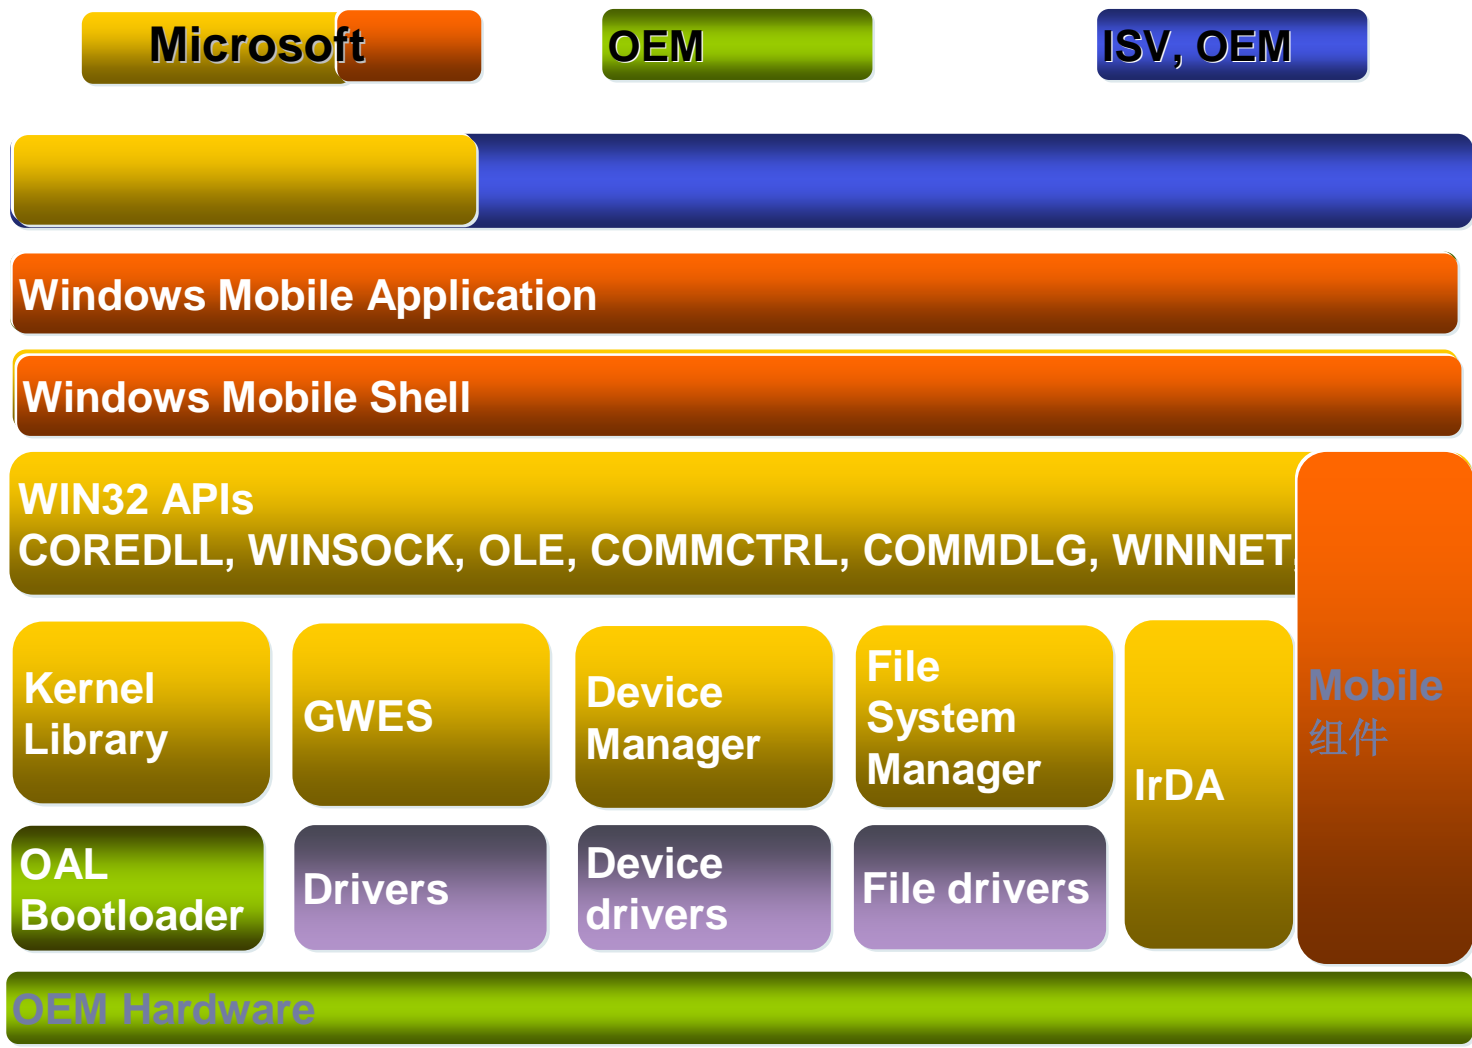 Microsoft
OEM
ISV, OEM
Windows Mobile Application
Windows Mobile Shell
WIN32 APIs
COREDLL, WINSOCK, OLE, COMMCTRL, COMMDLG, WININET,
Kernel
Library
GWES
Device
Manager
File
System
Manager
IrDA
Mobile
组件
OAL
Bootloader
Drivers
Device
drivers
File drivers
OEM Hardware